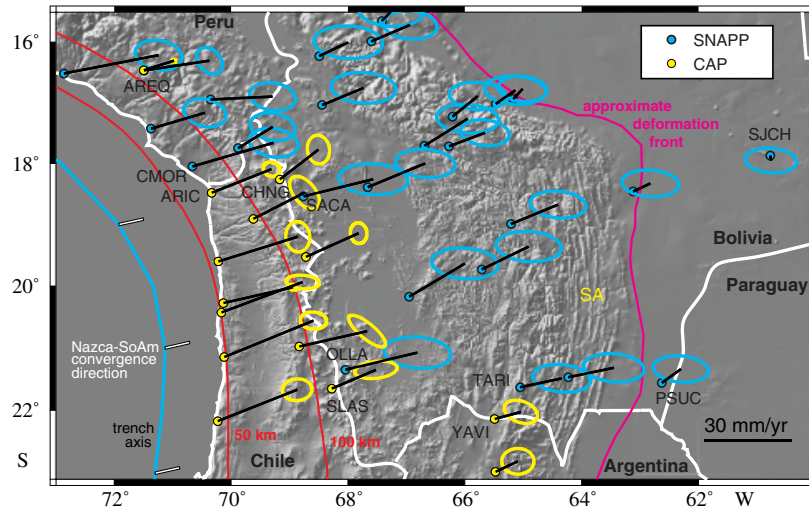 Peru
16°
SNAPP
CAP
AREQ
approximate
deformation
front
SJCH
18°
CMOR
CHNG
ARIC
SACA
Bolivia
20°
Paraguay
SA
Nazca-SoAm
convergence
direction
OLLA
TARI
PSUC
SLAS
22°
trench
axis
YAVI
30 mm/yr
50 km
100 km
S
Chile
Argentina
72
70
68
66
64
62
W